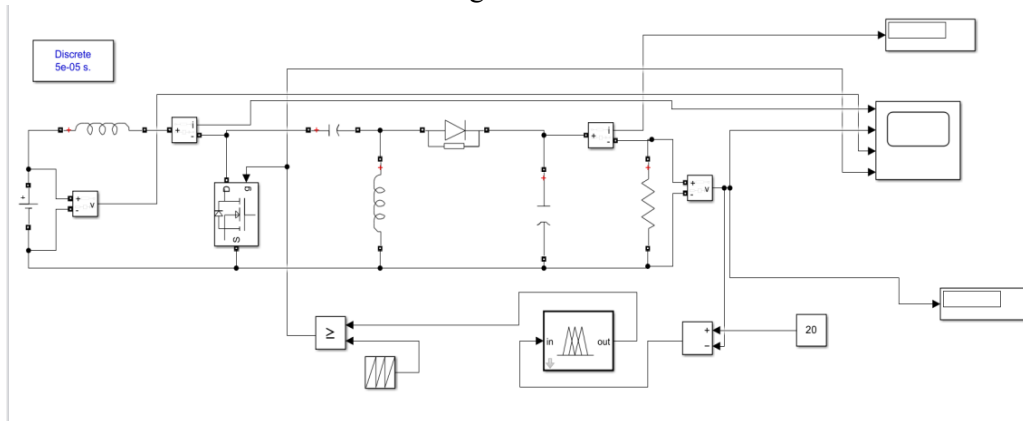 Discrete
5e-05 s.
+
i
-
+
i
-
+
+
v
-
D
g
S
+
v
-
≥
in
out
+
−
20